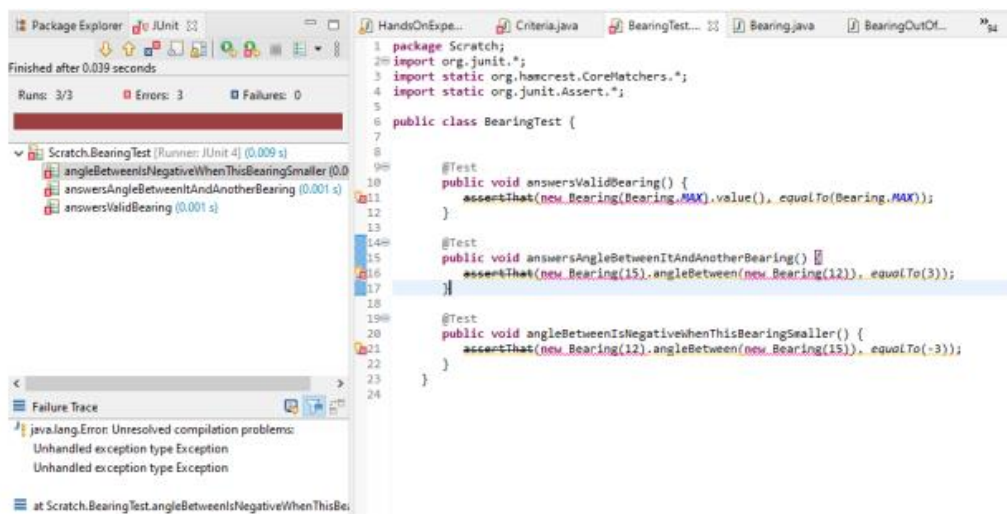 Package Explorer JUnit
Finished after 0.039 seconds
Runs: 3/3 Errors: 3 Failures: 0
Scratch.BearingTest [Runner: JUnit 4] (0.009 s)
angleBetweenIsNegativeWhenThisBearingSmaller (0.0
answersAngleBetweenItAndAnotherBearing (0.001 s)
answersValidBearing (0.001 s)
Failure Trace
java.lang.Error: Unresolved compilation problems:
Unhandled exception type Exception
Unhandled exception type Exception
at Scratch.BearingTest.angleBetweenIsNegativeWhenThisBe
HandsOnExpe... Criteria.java BearingTest.... Bearing.java BearingOutOf... 94
1 package Scratch;
2 import org.junit.*;
3 import static org.hamcrest.CoreMatchers.*;
4 import static org.junit.Assert.*;
5
6 public class BearingTest {
7
8
9 @Test
10 public void answersValidBearing() {
11 assertThat(new Bearing(Bearing.MAX).value(), equalTo(Bearing.MAX));
12 }
13
14 @Test
15 public void answersAngleBetweenItAndAnotherBearing() {
16 assertThat(new Bearing(15).angleBetween(new Bearing(12)), equalTo(3));
17 }
18
19 @Test
20 public void angleBetweenIsNegativeWhenThisBearingSmaller() {
21 assertThat(new Bearing(12).angleBetween(new Bearing(15)), equalTo(-3));
22 }
23 }
24